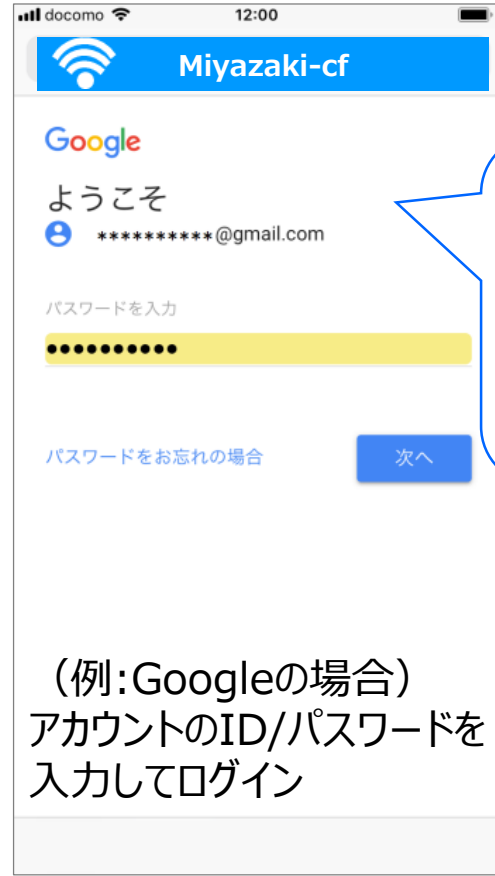 docomo 12:00
Miyazaki-cf
Google
ようこそ
**********@gmail.com
パスワードを入力
●●●●●●●●●●
パスワードをお忘れの場合 次へ
（例:Googleの場合）
アカウントのID/パスワードを
入力してログイン